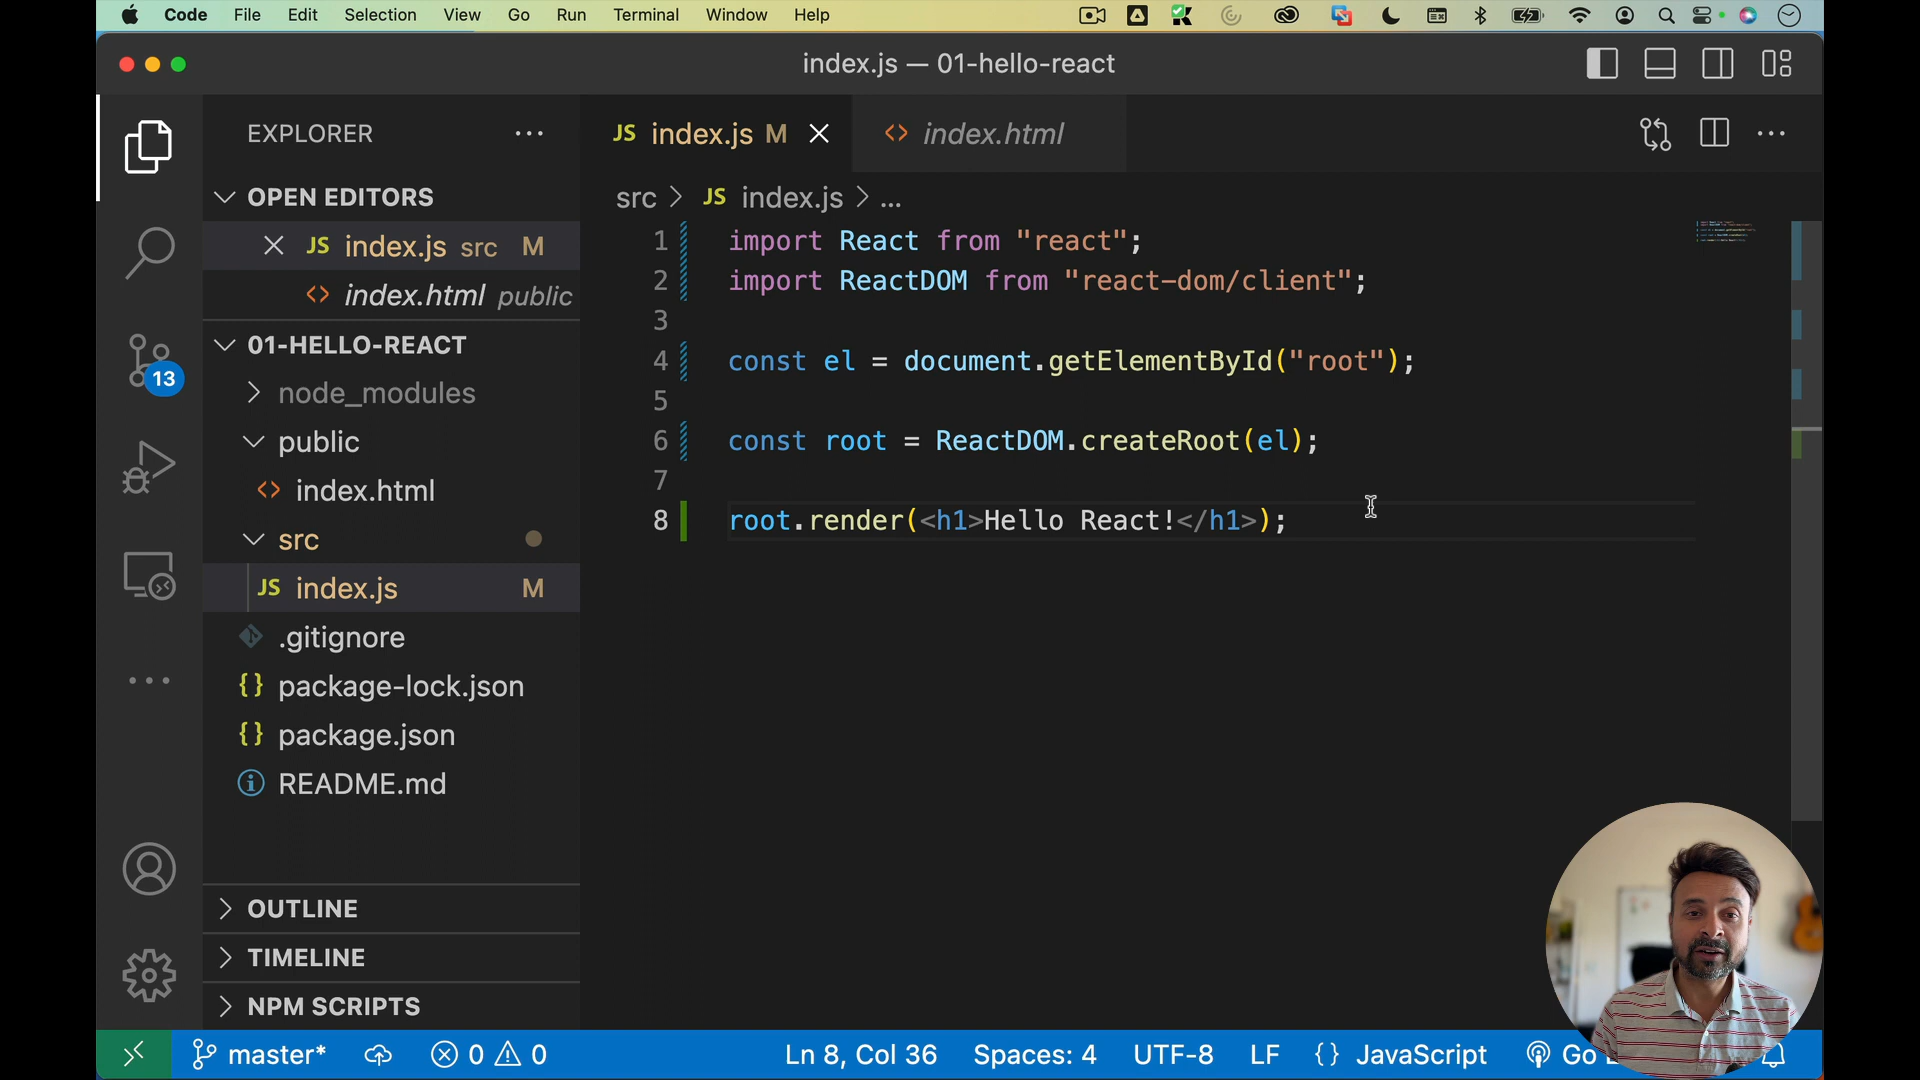 Code File Edit Selection View Go Run Terminal Window Help
index.js — 01-hello-react
EXPLORER
JS index.js M
<> index.html
OPEN EDITORS
JS index.js src M
<> index.html public
src > JS index.js > ...
01-HELLO-REACT
node_modules
public
<> index.html
src
JS index.js M
.gitignore
{} package-lock.json
{} package.json
README.md
13
1 import React from "react";
2 import ReactDOM from "react-dom/client";
3
4 const el = document.getElementById("root");
5
6 const root = ReactDOM.createRoot(el);
7
8 root.render(<h1>Hello React!</h1>);
OUTLINE
TIMELINE
NPM SCRIPTS
master* 0 0 Ln 8, Col 36 Spaces: 4 UTF-8 LF {} JavaScript Go